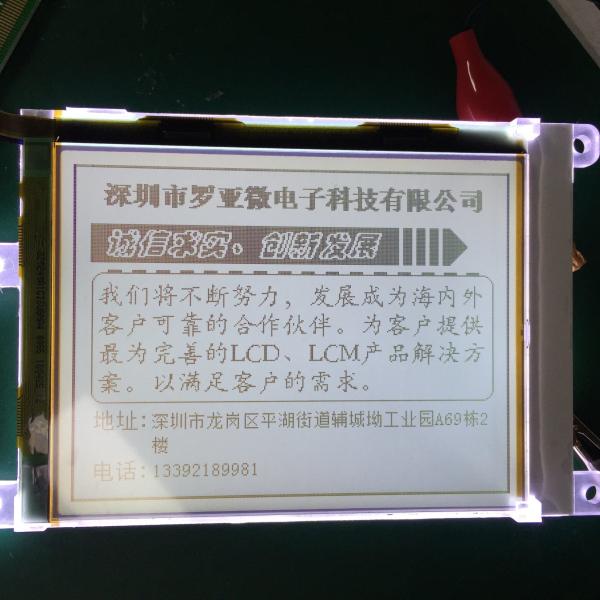 深圳市罗亚微电子科技有限公司
诚信求实、创新发展
我们将不断努力，发展成为海内外
客户可靠的合作伙伴。为客户提供
最为完善的LCD、LCM产品解决方
案。以满足客户的需求。
地址:深圳市龙岗区平湖街道辅城坳工业园A69栋2
楼
电话:13392189981